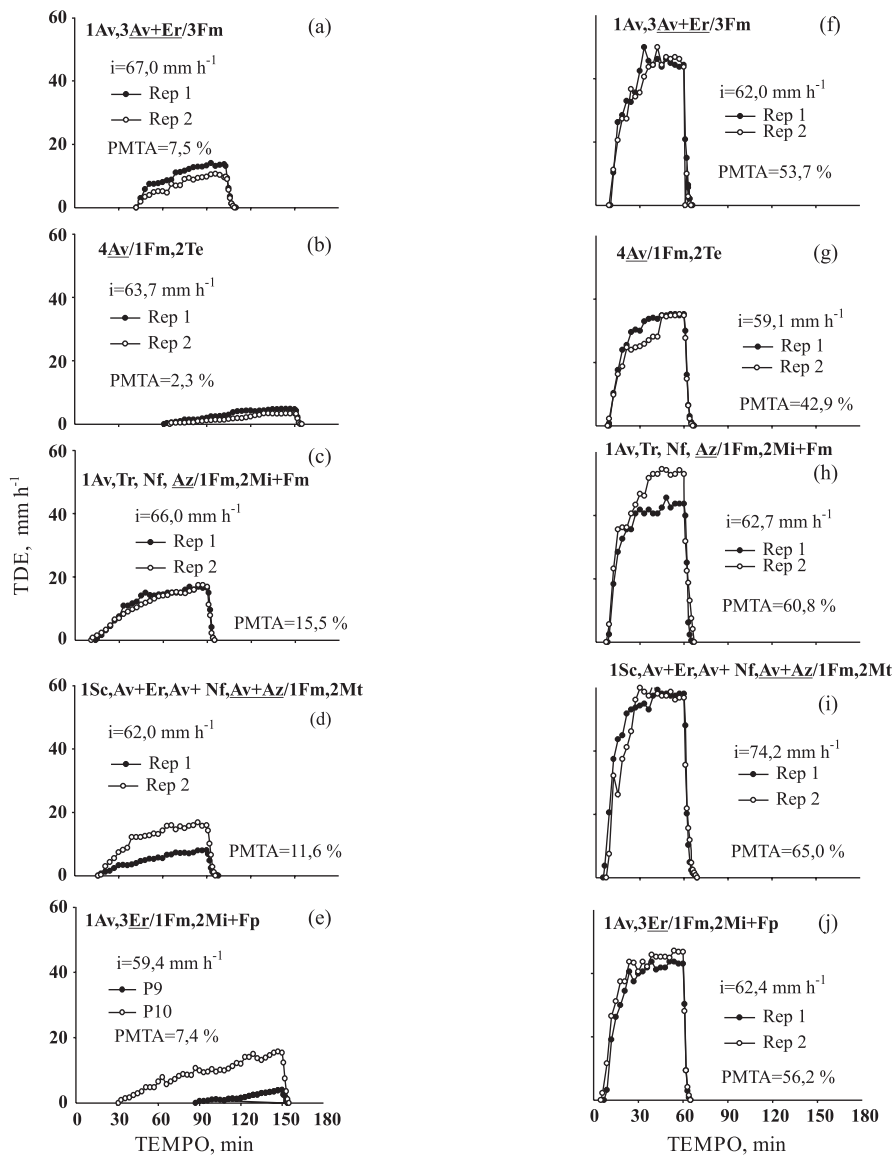 60
40
20
0
1Av,3Av+Er/3Fm
(a)
i=67,0 mm h-1
Rep 1
Rep 2
PMTA=7,5 %
1Av,3Av+Er/3Fm
(f)
i=62,0 mm h-1
Rep 1
Rep 2
PMTA=53,7 %
60
40
20
0
4Av/1Fm,2Te
(b)
i=63,7 mm h-1
Rep 1
Rep 2
PMTA=2,3 %
4Av/1Fm,2Te
(g)
i=59,1 mm h-1
Rep 1
Rep 2
PMTA=42,9 %
TDE, mm h-1
60
40
20
0
1Av,Tr, Nf, Az/1Fm,2Mi+Fm
(c)
i=66,0 mm h-1
Rep 1
Rep 2
PMTA=15,5 %
1Av,Tr, Nf, Az/1Fm,2Mi+Fm
(h)
i=62,7 mm h-1
Rep 1
Rep 2
PMTA=60,8 %
60
40
20
0
1Sc,Av+Er,Av+ Nf,Av+Az/1Fm,2Mt
(d)
i=62,0 mm h-1
Rep 1
Rep 2
PMTA=11,6 %
1Sc,Av+Er,Av+ Nf,Av+Az/1Fm,2Mt
(i)
i=74,2 mm h-1
Rep 1
Rep 2
PMTA=65,0 %
60
40
20
0
1Av,3Er/1Fm,2Mi+Fp
(e)
i=59,4 mm h-1
P9
P10
PMTA=7,4 %
0 30 60 90 120 150 180
TEMPO, min
1Av,3Er/1Fm,2Mi+Fp
(j)
i=62,4 mm h-1
Rep 1
Rep 2
PMTA=56,2 %
0 30 60 90 120 150 180
TEMPO, min